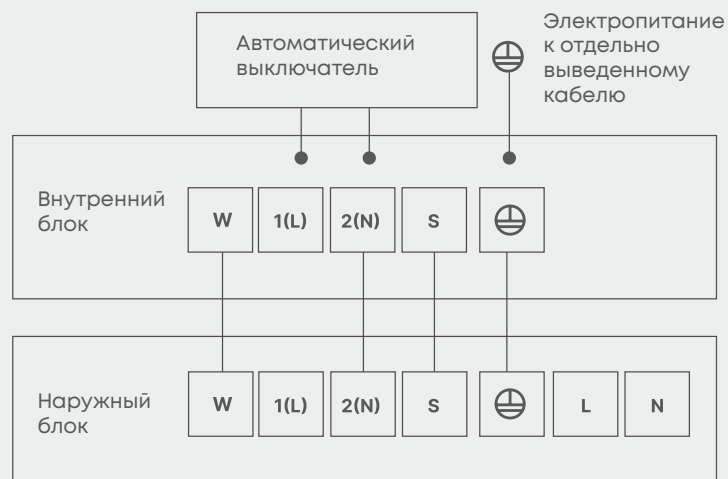 Автоматический
выключатель
Электропитание
к отдельно
выведенному
кабелю
Внутренний
блок
W 1(L) 2(N) S
Наружный
блок
W 1(L) 2(N) S L N